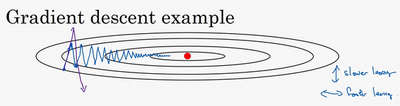 Gradient descent example
slower learning
faster learning